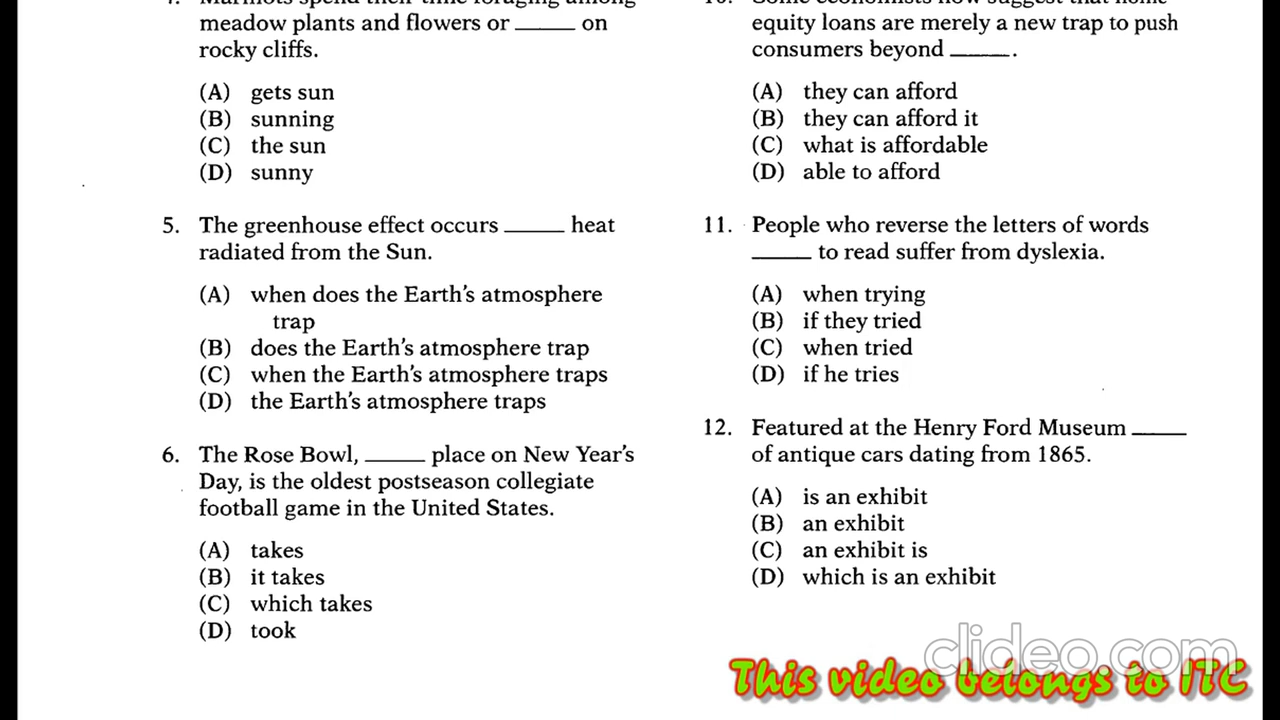 meadow plants and flowers or _____ on
rocky cliffs.
(A) gets sun
(B) sunning
(C) the sun
(D) sunny
5. The greenhouse effect occurs _____ heat
radiated from the Sun.
(A) when does the Earth's atmosphere
trap
(B) does the Earth's atmosphere trap
(C) when the Earth's atmosphere traps
(D) the Earth's atmosphere traps
6. The Rose Bowl, _____ place on New Year's
Day, is the oldest postseason collegiate
football game in the United States.
(A) takes
(B) it takes
(C) which takes
(D) took
equity loans are merely a new trap to push
consumers beyond _____.
(A) they can afford
(B) they can afford it
(C) what is affordable
(D) able to afford
11. People who reverse the letters of words
_____ to read suffer from dyslexia.
(A) when trying
(B) if they tried
(C) when tried
(D) if he tries
12. Featured at the Henry Ford Museum _____
of antique cars dating from 1865.
(A) is an exhibit
(B) an exhibit
(C) an exhibit is
(D) which is an exhibit
clideo.com
This video belongs to ITC